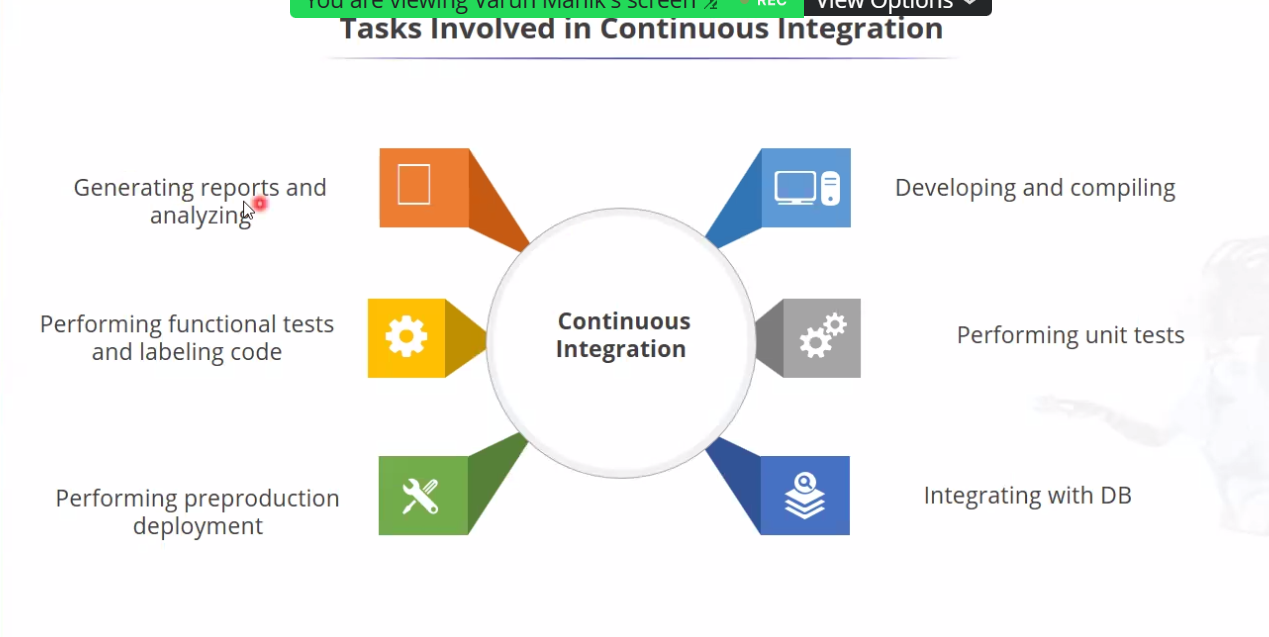 You are viewing Varun Manik's screen
REC
View Options
Tasks Involved in Continuous Integration
Generating reports and
analyzing
Developing and compiling
Performing functional tests
and labeling code
Continuous
Integration
Performing unit tests
Performing preproduction
deployment
Integrating with DB